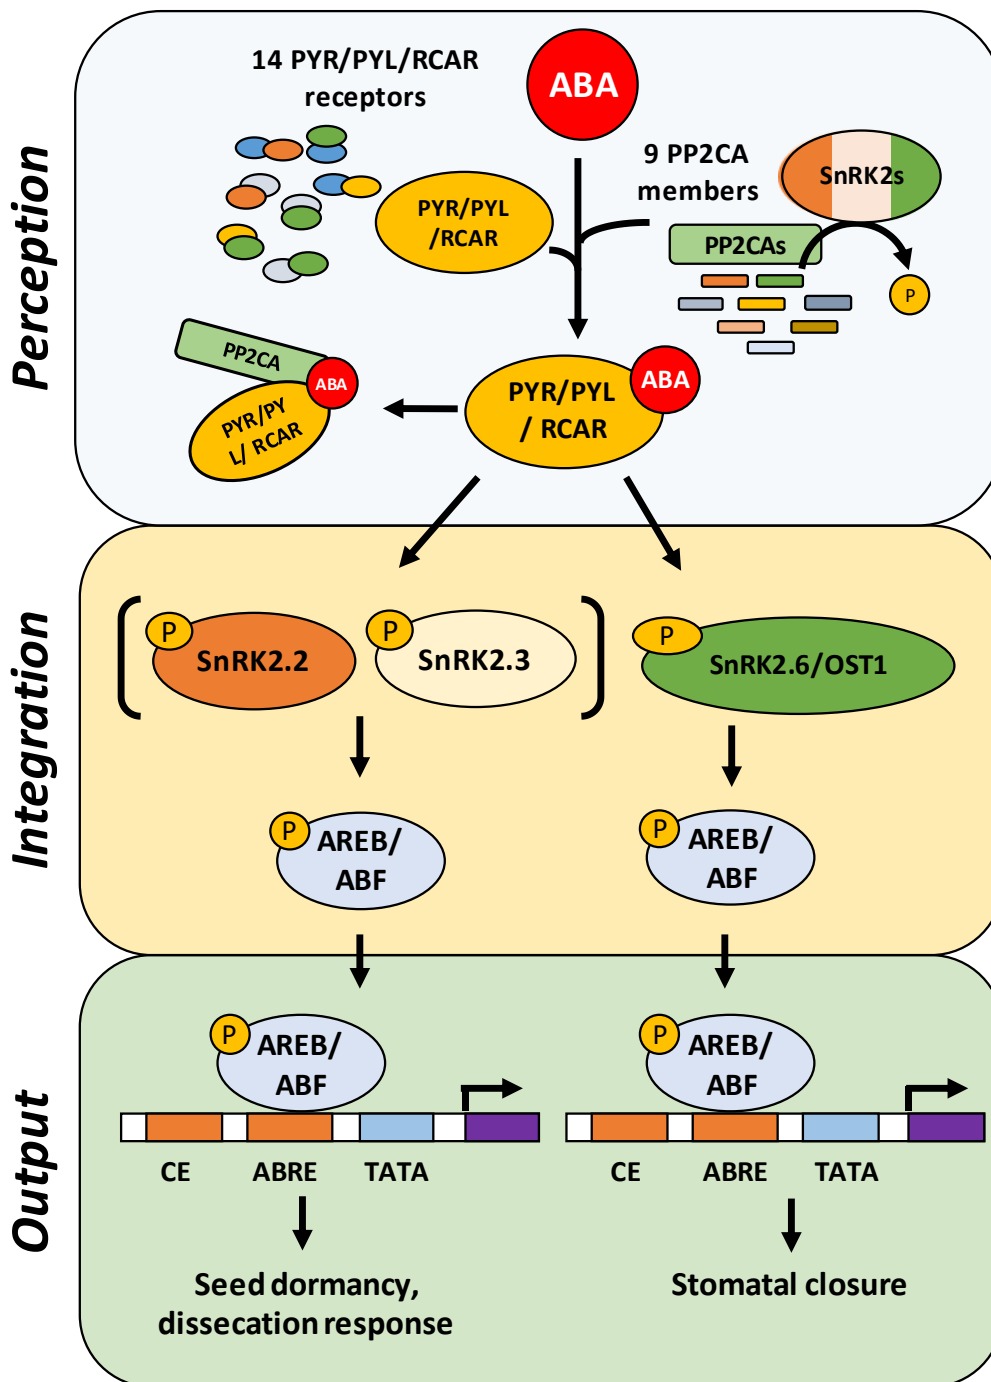 Perception
14 PYR/PYL/RCAR
receptors
ABA
9 PP2CA
members
SnRK2s
PYR/PYL
/RCAR
PP2CAs
P
PP2CA
ABA
PYR/PY
L/ RCAR
PYR/PYL
/ RCAR
ABA
Integration
P
SnRK2.2
P
SnRK2.3
P
SnRK2.6/OST1
P
AREB/
ABF
P
AREB/
ABF
Output
P
AREB/
ABF
P
AREB/
ABF
CE
ABRE
TATA
CE
ABRE
TATA
Seed dormancy,
dissecation response
Stomatal closure